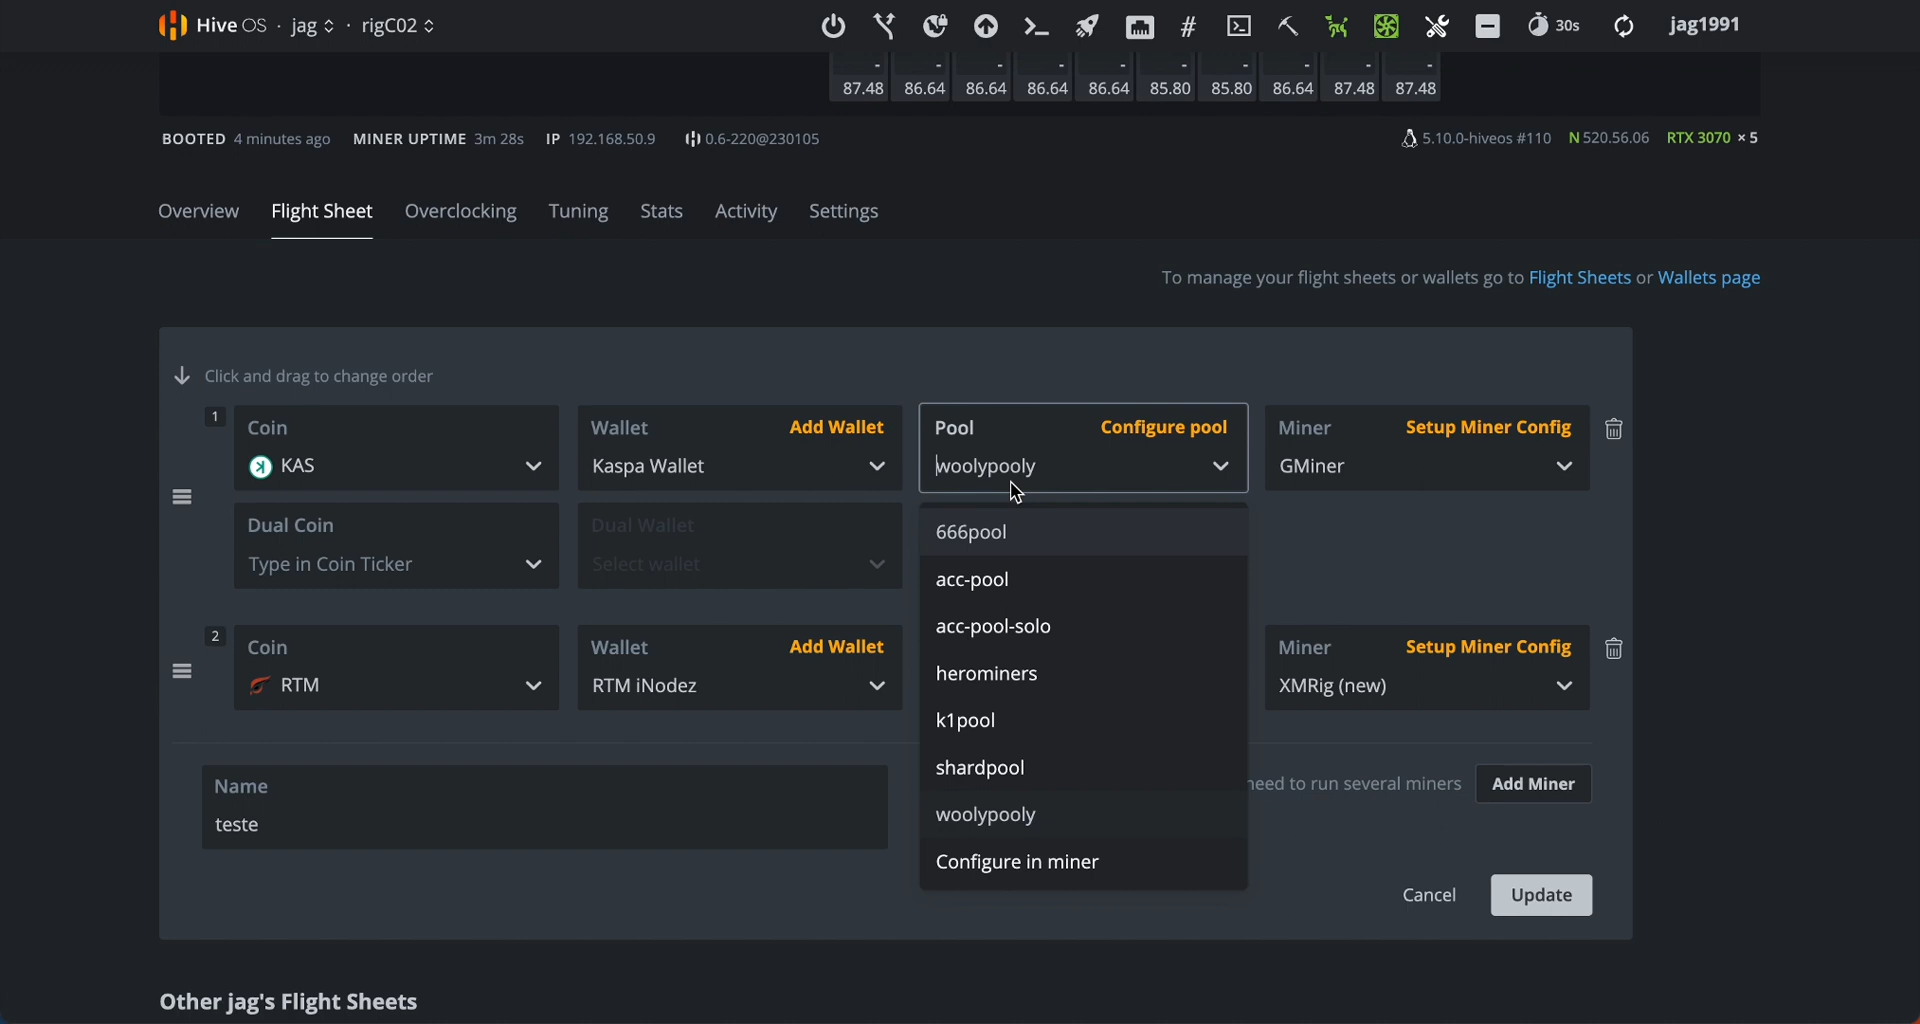 Hive OS · jag · rigC02 30s jag1991
- - - - - - - - - -
87.48 86.64 86.64 86.64 86.64 85.80 85.80 86.64 87.48 87.48
BOOTED 4 minutes ago MINER UPTIME 3m 28s IP 192.168.50.9 0.6-220@230105 5.10.0-hiveos #110 N 520.56.06 RTX 3070 × 5
Overview Flight Sheet Overclocking Tuning Stats Activity Settings
To manage your flight sheets or wallets go to Flight Sheets or Wallets page
Click and drag to change order
1 Coin Wallet Add Wallet Pool Configure pool Miner Setup Miner Config
KAS Kaspa Wallet woolypooly GMiner
Dual Coin Dual Wallet 666pool
Type in Coin Ticker Select wallet acc-pool
acc-pool-solo
2 Coin Wallet Add Wallet herominers Miner Setup Miner Config
RTM RTM iNodez k1pool XMRig (new)
shardpool
Name need to run several miners Add Miner
teste woolypooly
Configure in miner
Cancel Update
Other jag's Flight Sheets